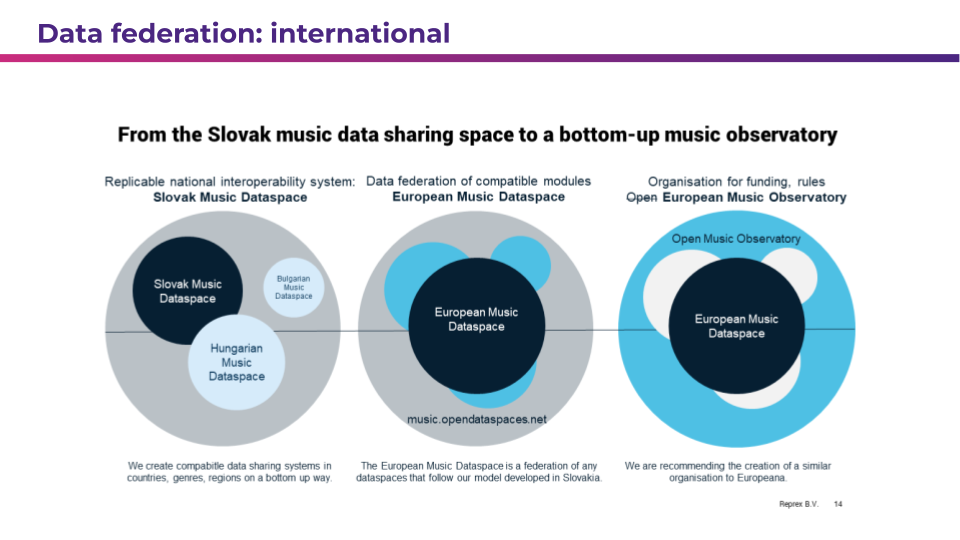 Data federation: international
From the Slovak music data sharing space to a bottom-up music observatory
Replicable national interoperability system:
Slovak Music Dataspace
Slovak Music
Dataspace
Bulgarian
Music
Dataspace
Hungarian
Music
Dataspace
We create compabitle data sharing systems in
countries, genres, regions on a bottom up way.
Data federation of compatible modules
European Music Dataspace
European Music
Dataspace
music.opendataspaces.net
The European Music Dataspace is a federation of any
dataspaces that follow our model developed in Slovakia.
Organisation for funding, rules
Open European Music Observatory
Open Music Observatory
European Music
Dataspace
We are recommending the creation of a similar
organisation to Europeana.
Reprex B.V. 14